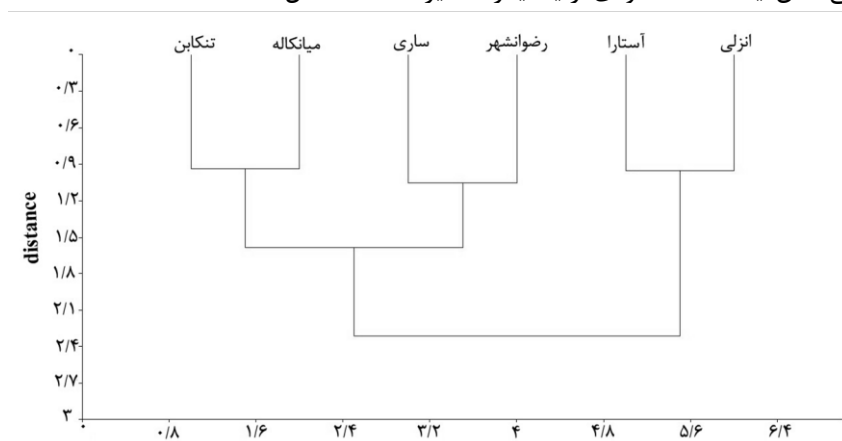 تنکابن
میانکاله
ساری
رضوانشهر
آستارا
انزلی
۰
۰/۳
۰/۶
۰/۹
۱/۲
۱/۵
۱/۸
۲/۱
۲/۴
۲/۷
۳
distance
۰
۰/۸
۱/۶
۲/۴
۳/۲
۴
۴/۸
۵/۶
۶/۴